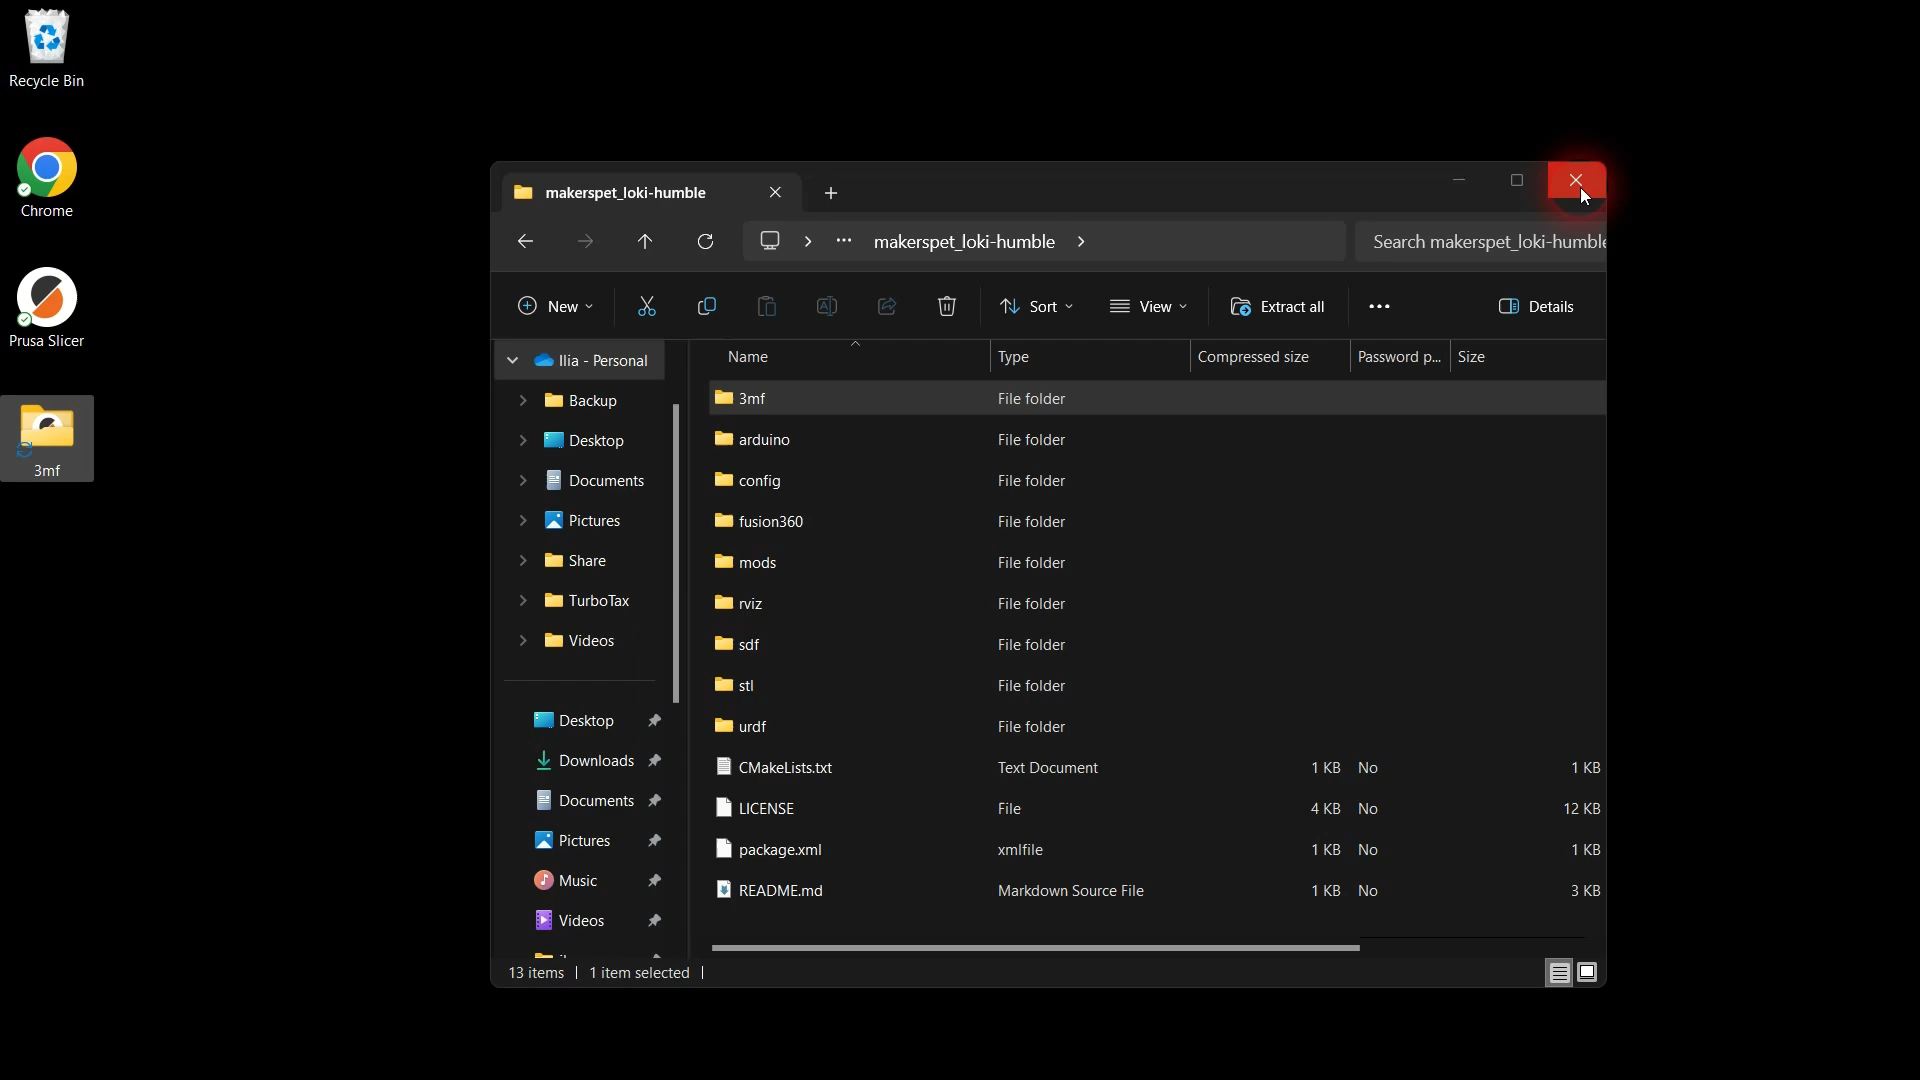 Recycle Bin
Chrome
Prusa Slicer
3mf
makerspet_loki-humble
makerspet_loki-humble
Search makerspet_loki-humble
New
Sort
View
Extract all
Details
Ilia - Personal
Backup
Desktop
Documents
Pictures
Share
TurboTax
Videos
Desktop
Downloads
Documents
Pictures
Music
Videos
Name Type Compressed size Password p... Size
3mf File folder
arduino File folder
config File folder
fusion360 File folder
mods File folder
rviz File folder
sdf File folder
stl File folder
urdf File folder
CMakeLists.txt Text Document 1 KB No 1 KB
LICENSE File 4 KB No 12 KB
package.xml xmlfile 1 KB No 1 KB
README.md Markdown Source File 1 KB No 3 KB
13 items 1 item selected